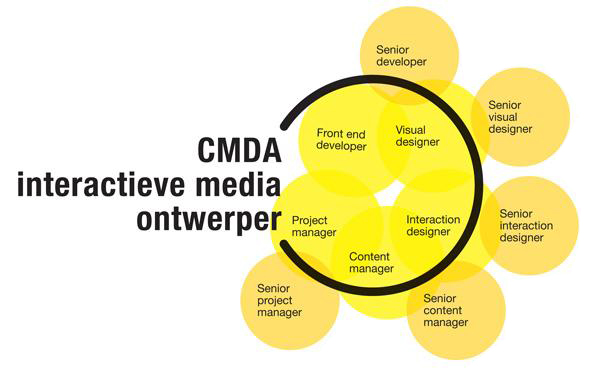 CMDA
interactieve media
ontwerper
Senior
developer
Senior
visual
designer
Front end
developer
Visual
designer
Project
manager
Interaction
designer
Senior
interaction
designer
Content
manager
Senior
project
manager
Senior
content
manager